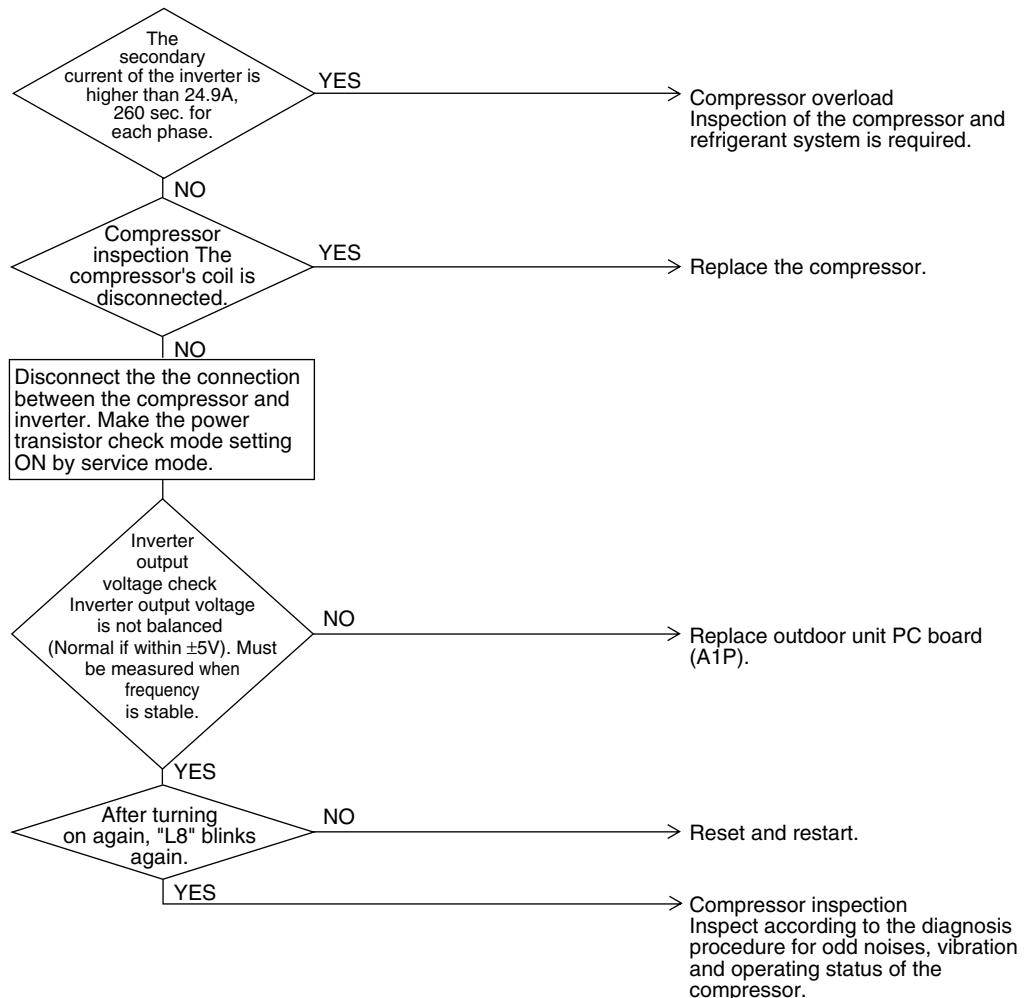 The
secondary
current of the inverter is
higher than 24.9A,
260 sec. for
each phase.
YES
Compressor overload
Inspection of the compressor and
refrigerant system is required.
NO
Compressor
inspection The
compressor's coil is
disconnected.
YES
Replace the compressor.
NO
Disconnect the the connection
between the compressor and
inverter. Make the power
transistor check mode setting
ON by service mode.
Inverter
output
voltage check
Inverter output voltage
is not balanced
(Normal if within ±5V). Must
be measured when
frequency
is stable.
NO
Replace outdoor unit PC board
(A1P).
YES
After turning
on again, "L8" blinks
again.
NO
Reset and restart.
YES
Compressor inspection
Inspect according to the diagnosis
procedure for odd noises, vibration
and operating status of the
compressor.